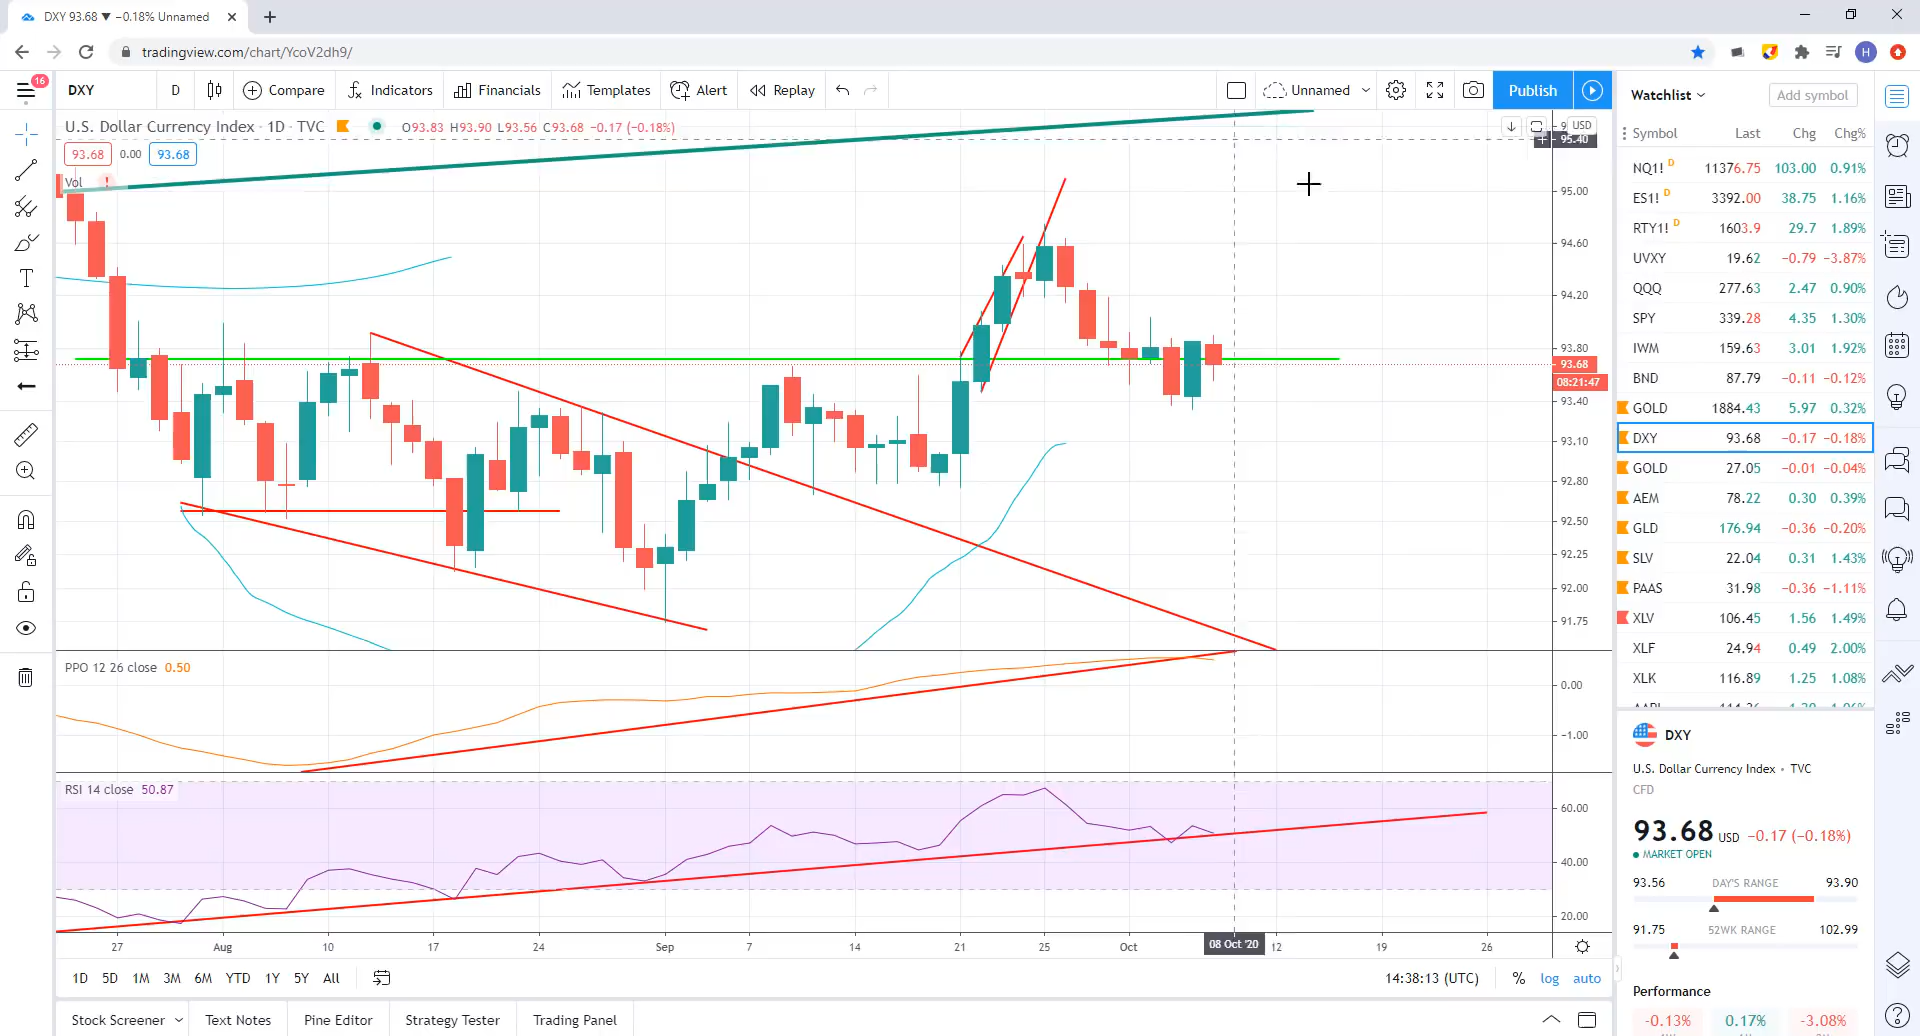 DXY 93.68 ▼ −0.18% Unnamed
tradingview.com/chart/YcoV2dh9/
H
16
DXY D Compare Indicators Financials Templates Alert Replay Unnamed Publish
U.S. Dollar Currency Index · 1D · TVC O93.83 H93.90 L93.56 C93.68 −0.17 (−0.18%)
93.68 0.00 93.68
Vol
USD
95.40
95.00
94.60
94.20
93.80
93.68
08:21:47
93.40
93.10
92.80
92.50
92.25
92.00
91.75
PPO 12 26 close 0.50
0.00
−1.00
RSI 14 close 50.87
60.00
40.00
20.00
27 Aug 10 17 24 Sep 7 14 21 25 Oct 08 Oct '20 12 19 26
1D 5D 1M 3M 6M YTD 1Y 5Y All 14:38:13 (UTC) % log auto
Stock Screener Text Notes Pine Editor Strategy Tester Trading Panel
Watchlist Add symbol
Symbol Last Chg Chg%
NQ1! D 11376.75 103.00 0.91%
ES1! D 3392.00 38.75 1.16%
RTY1! D 1603.9 29.7 1.89%
UVXY 19.62 −0.79 −3.87%
QQQ 277.63 2.47 0.90%
SPY 339.28 4.35 1.30%
IWM 159.63 3.01 1.92%
BND 87.79 −0.11 −0.12%
GOLD 1884.43 5.97 0.32%
DXY 93.68 −0.17 −0.18%
GOLD 27.05 −0.01 −0.04%
AEM 78.22 0.30 0.39%
GLD 176.94 −0.36 −0.20%
SLV 22.04 0.31 1.43%
PAAS 31.98 −0.36 −1.11%
XLV 106.45 1.56 1.49%
XLF 24.94 0.49 2.00%
XLK 116.89 1.25 1.08%
DXY
U.S. Dollar Currency Index • TVC
CFD
93.68 USD −0.17 (−0.18%)
MARKET OPEN
93.56 DAY'S RANGE 93.90
91.75 52WK RANGE 102.99
Performance
-0.13% 0.17% -3.08%